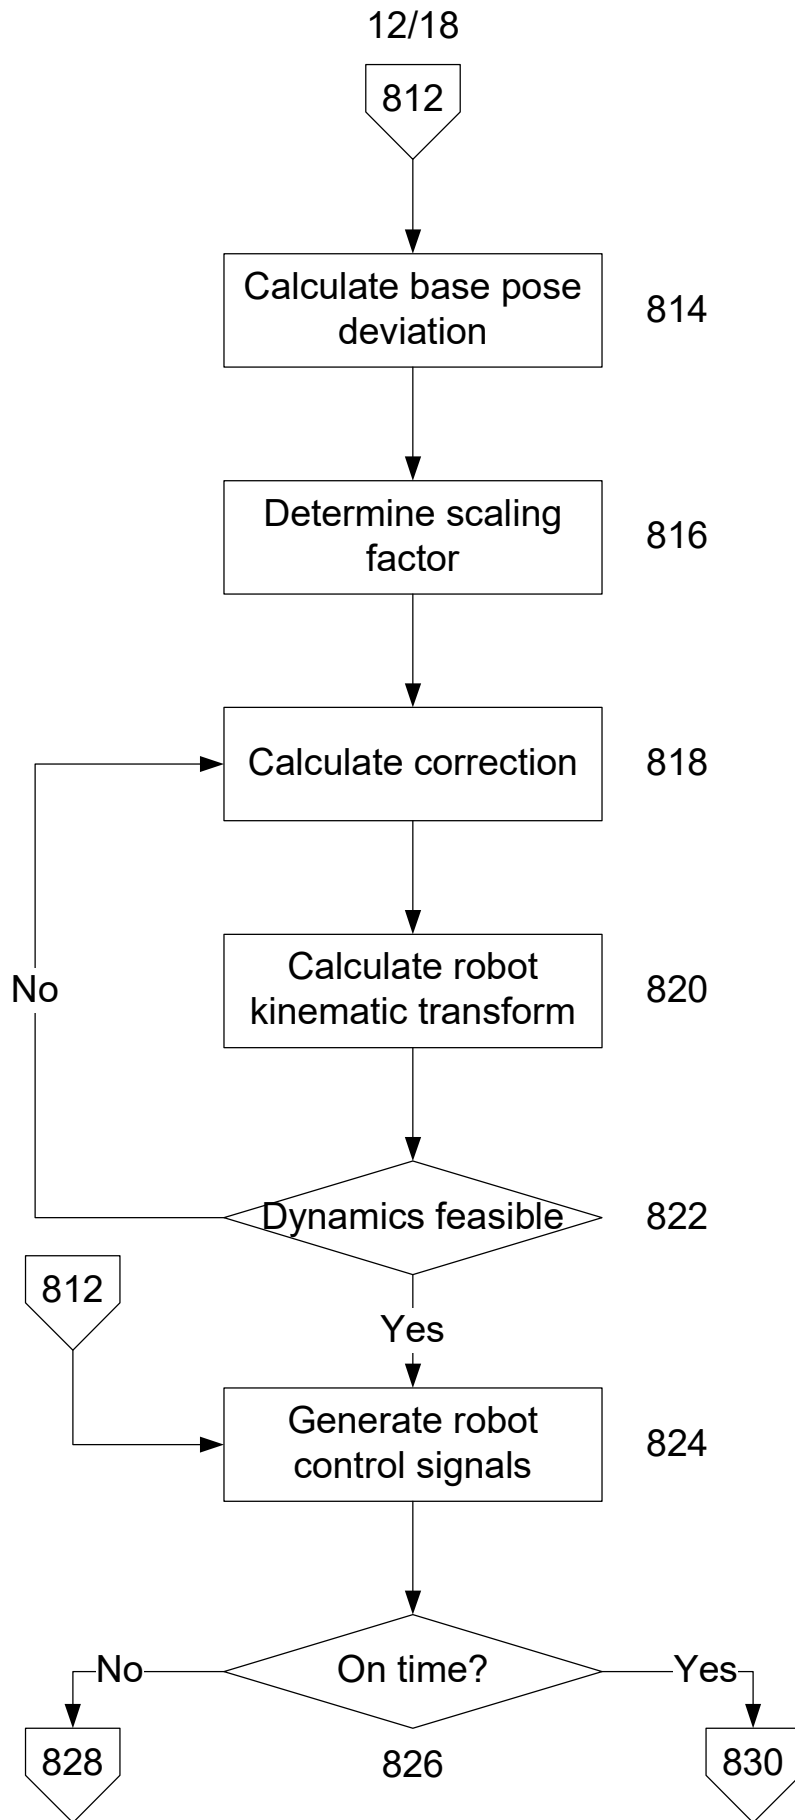 12/18
812
Calculate base pose
deviation
814
Determine scaling
factor
816
Calculate correction
818
Calculate robot
kinematic transform
820
No
Dynamics feasible
822
812
Yes
Generate robot
control signals
824
No
On time?
Yes
828
826
830